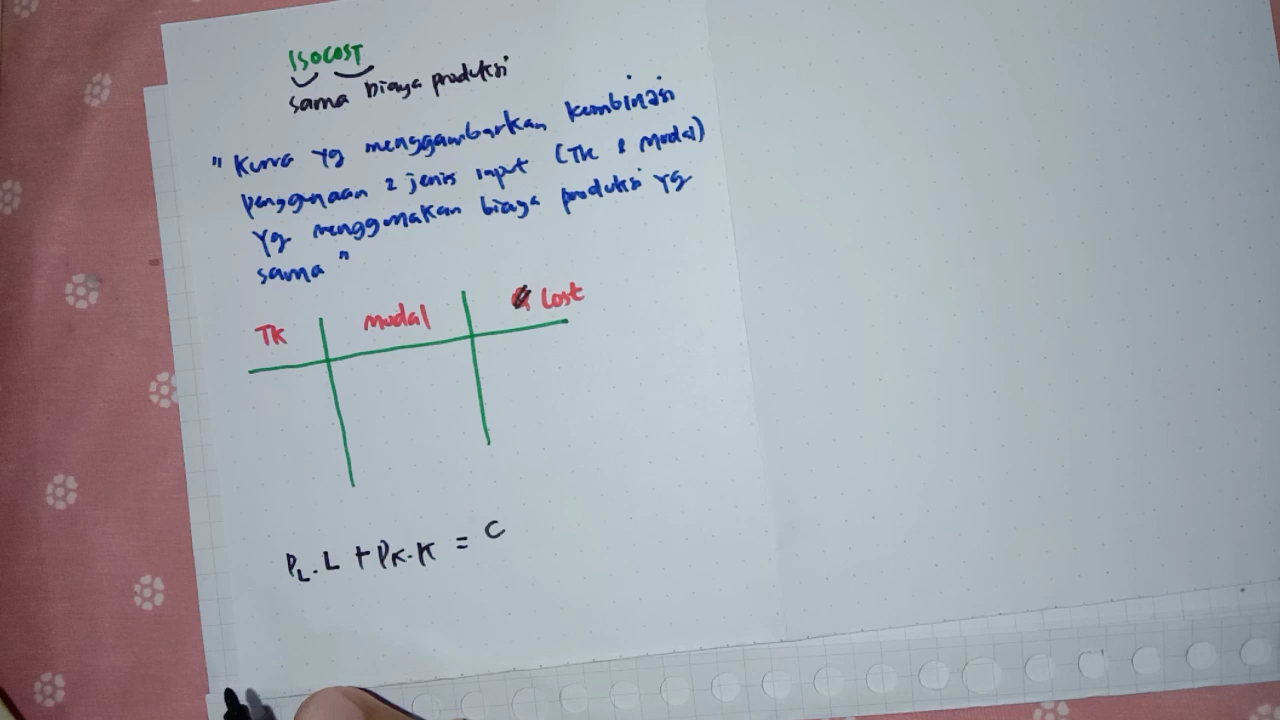 ISOCOST
sama biaya produksi
"Kurva yg menggambarkan kombinasi
penggunaan 2 jenis input (TK & Modal)
yg menggunakan biaya produksi yg
sama"
TK Modal Cost
PL.L + PK.K = C